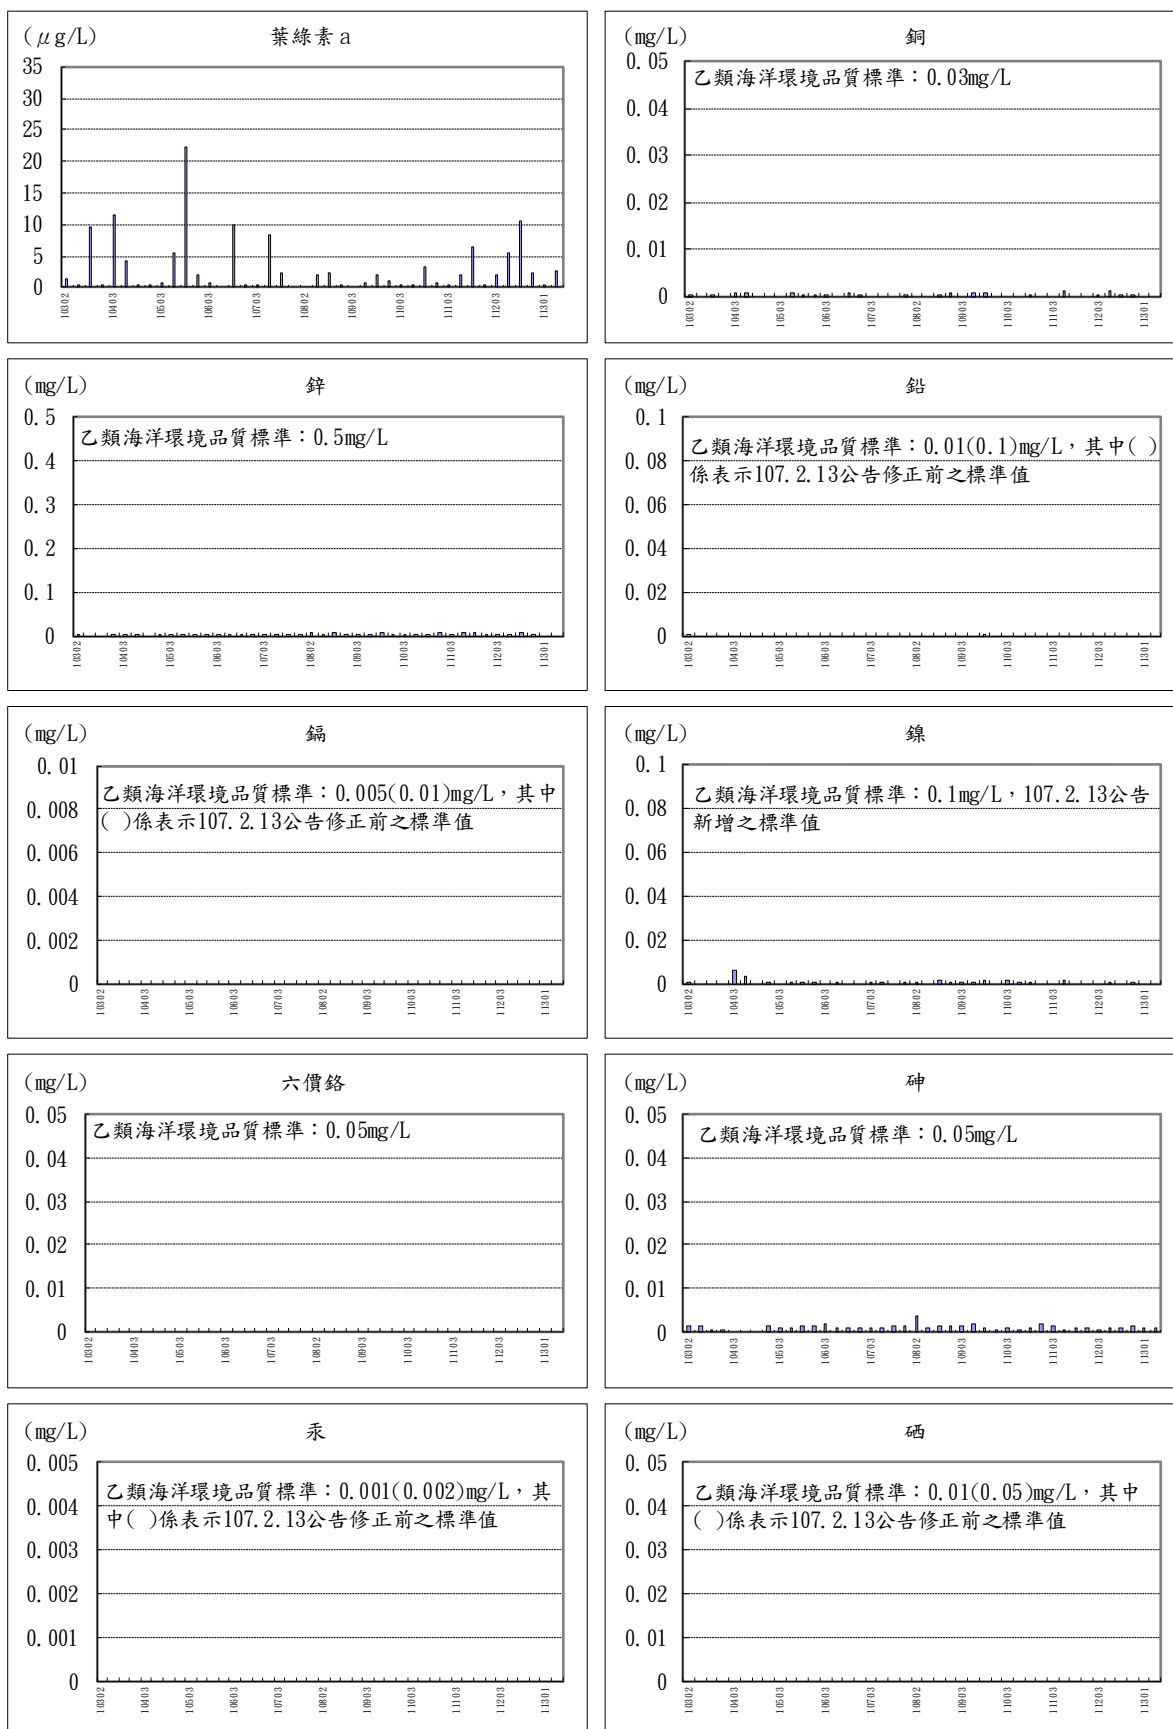 (μg/L) 葉綠素a
35
30
25
20
15
10
5
0
10302 10403 10503 10603 10703 10802 10903 11003 11103 11203 11301
(mg/L) 銅
0.05
乙類海洋環境品質標準：0.03mg/L
0.04
0.03
0.02
0.01
0
10302 10403 10503 10603 10703 10802 10903 11003 11103 11203 11301
(mg/L) 鋅
0.5
乙類海洋環境品質標準：0.5mg/L
0.4
0.3
0.2
0.1
0
10302 10403 10503 10603 10703 10802 10903 11003 11103 11203 11301
(mg/L) 鉛
0.1
乙類海洋環境品質標準：0.01(0.1)mg/L，其中( )
0.08
係表示107.2.13公告修正前之標準值
0.06
0.04
0.02
0
10302 10403 10503 10603 10703 10802 10903 11003 11103 11203 11301
(mg/L) 鎘
0.01
乙類海洋環境品質標準：0.005(0.01)mg/L，其中
0.008
( )係表示107.2.13公告修正前之標準值
0.006
0.004
0.002
0
10302 10403 10503 10603 10703 10802 10903 11003 11103 11203 11301
(mg/L) 鎳
0.1
乙類海洋環境品質標準：0.1mg/L，107.2.13公告
0.08
新增之標準值
0.06
0.04
0.02
0
10302 10403 10503 10603 10703 10802 10903 11003 11103 11203 11301
(mg/L) 六價鉻
0.05
乙類海洋環境品質標準：0.05mg/L
0.04
0.03
0.02
0.01
0
10302 10403 10503 10603 10703 10802 10903 11003 11103 11203 11301
(mg/L) 砷
0.05
乙類海洋環境品質標準：0.05mg/L
0.04
0.03
0.02
0.01
0
10302 10403 10503 10603 10703 10802 10903 11003 11103 11203 11301
(mg/L) 汞
0.005
乙類海洋環境品質標準：0.001(0.002)mg/L，其
0.004
中( )係表示107.2.13公告修正前之標準值
0.003
0.002
0.001
0
10302 10403 10503 10603 10703 10802 10903 11003 11103 11203 11301
(mg/L) 硒
0.05
乙類海洋環境品質標準：0.01(0.05)mg/L，其中
0.04
( )係表示107.2.13公告修正前之標準值
0.03
0.02
0.01
0
10302 10403 10503 10603 10703 10802 10903 11003 11103 11203 11301